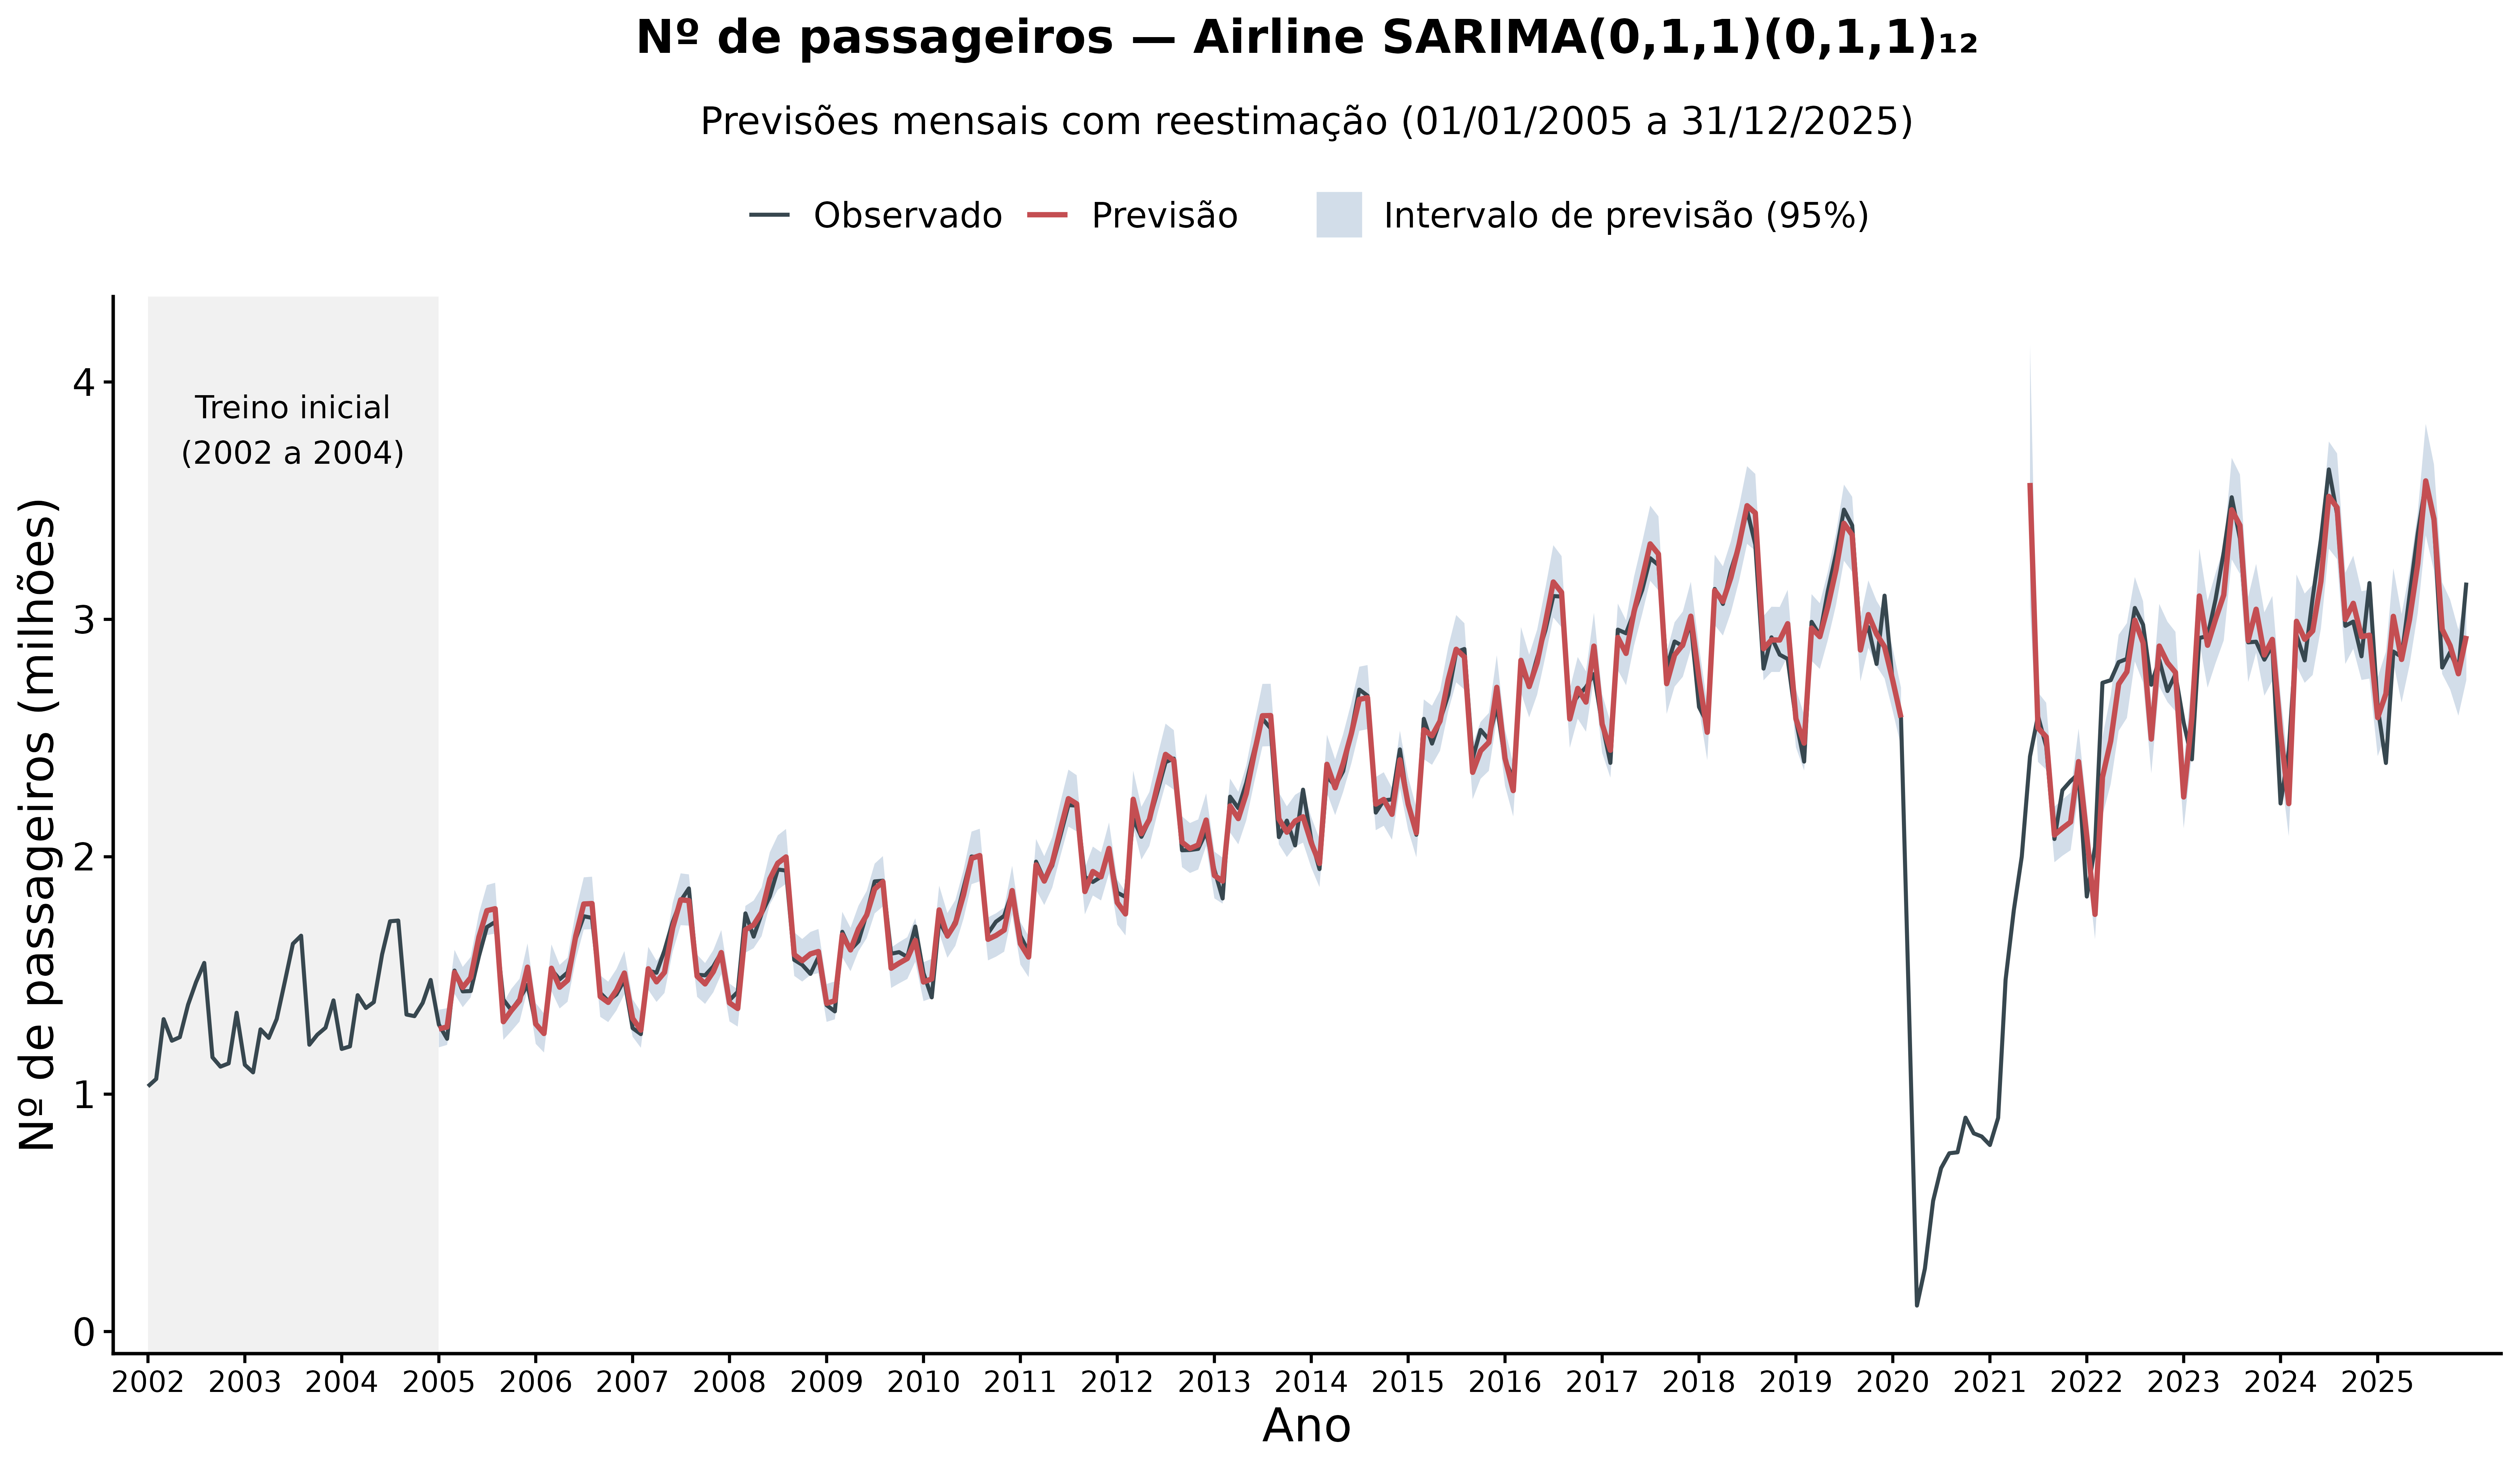 Nº de passageiros — Airline SARIMA(0,1,1)(0,1,1)₁₂
Previsões mensais com reestimação (01/01/2005 a 31/12/2025)
Observado
Previsão
Intervalo de previsão (95%)
Nº de passageiros (milhões)
4
3
2
1
0
Treino inicial
(2002 a 2004)
2002 2003 2004 2005 2006 2007 2008 2009 2010 2011 2012 2013 2014 2015 2016 2017 2018 2019 2020 2021 2022 2023 2024 2025
Ano